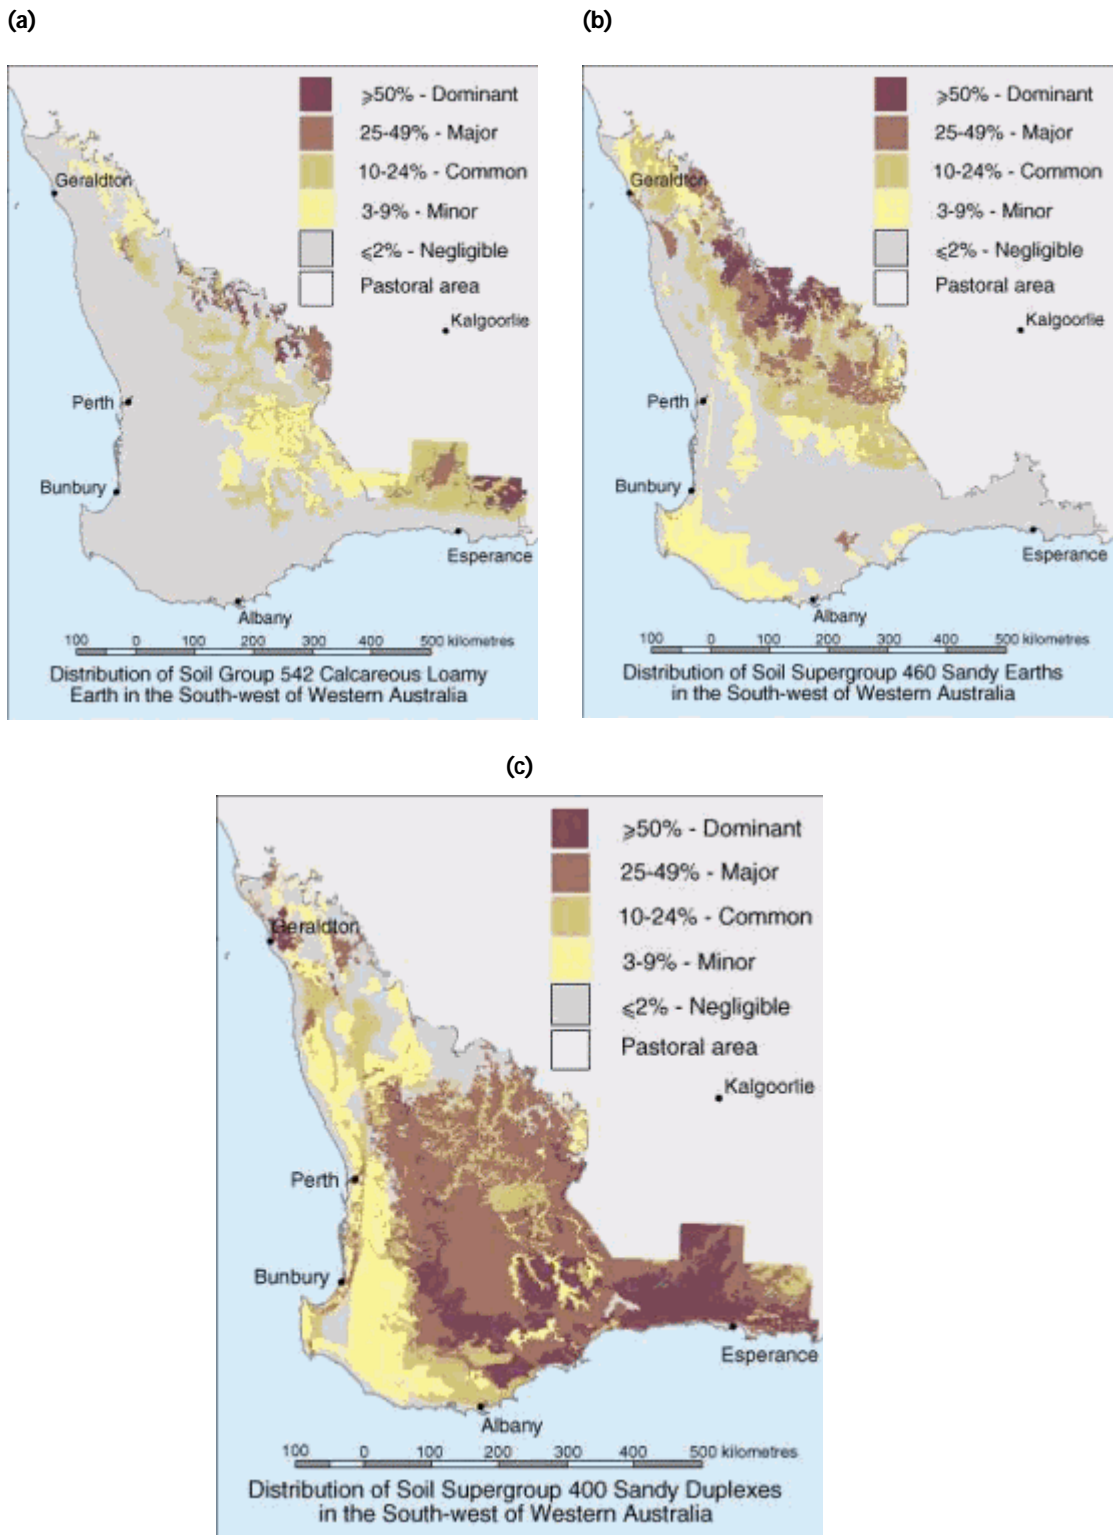 (a)
⩾50% - Dominant
25-49% - Major
10-24% - Common
3-9% - Minor
⩽2% - Negligible
Pastoral area
Geraldton
Kalgoorlie
Perth
Bunbury
Esperance
Albany
100 0 100 200 300 400 500 kilometres
Distribution of Soil Group 542 Calcareous Loamy
Earth in the South-west of Western Australia
(b)
⩾50% - Dominant
25-49% - Major
10-24% - Common
3-9% - Minor
⩽2% - Negligible
Pastoral area
Geraldton
Kalgoorlie
Perth
Bunbury
Esperance
Albany
100 0 100 200 300 400 500 kilometres
Distribution of Soil Supergroup 460 Sandy Earths
in the South-west of Western Australia
(c)
⩾50% - Dominant
25-49% - Major
10-24% - Common
3-9% - Minor
⩽2% - Negligible
Pastoral area
Geraldton
Kalgoorlie
Perth
Bunbury
Esperance
Albany
100 0 100 200 300 400 500 kilometres
Distribution of Soil Supergroup 400 Sandy Duplexes
in the South-west of Western Australia